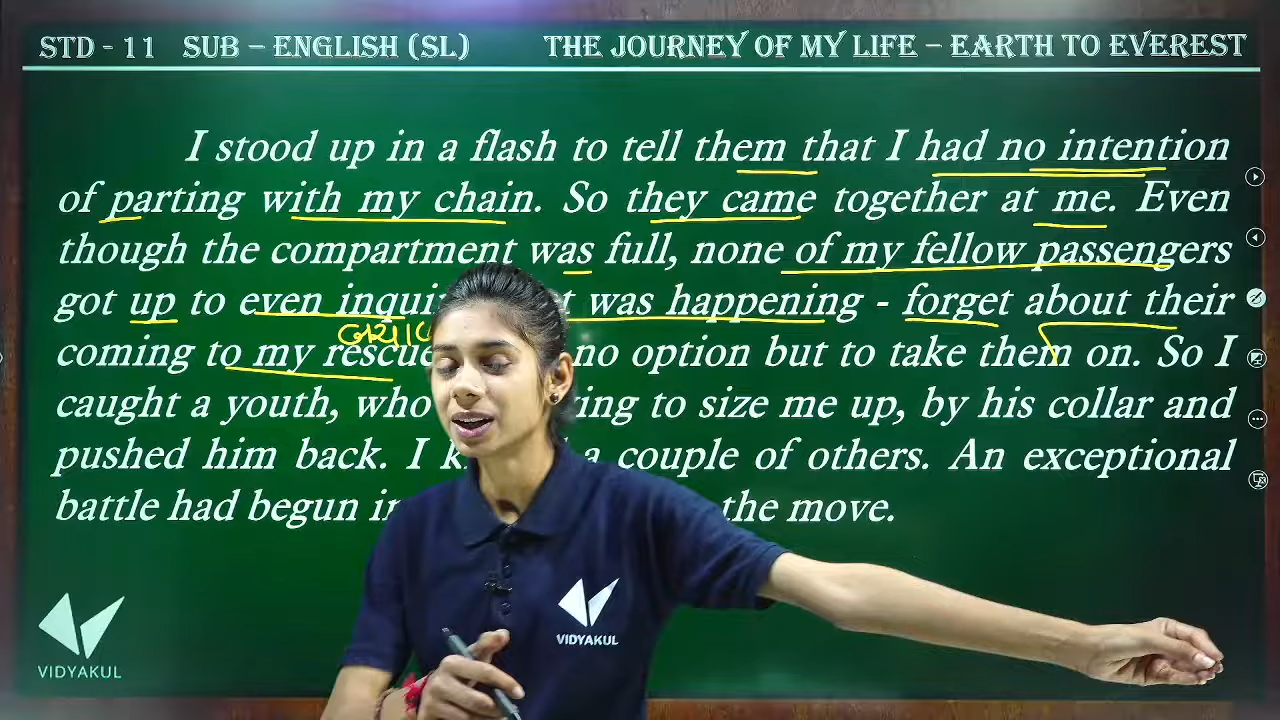 STD - 11 SUB – ENGLISH (SL) THE JOURNEY OF MY LIFE – EARTH TO EVEREST
I stood up in a flash to tell them that I had no intention
of parting with my chain. So they came together at me. Even
though the compartment was full, none of my fellow passengers
got up to even was happening - forget about their
coming to my rescue no option but to take them on. So I
caught a youth, who to size me up, by his collar and
pushed him back. I a couple of others. An exceptional
battle had begun the move.
VIDYAKUL
VIDYAKUL